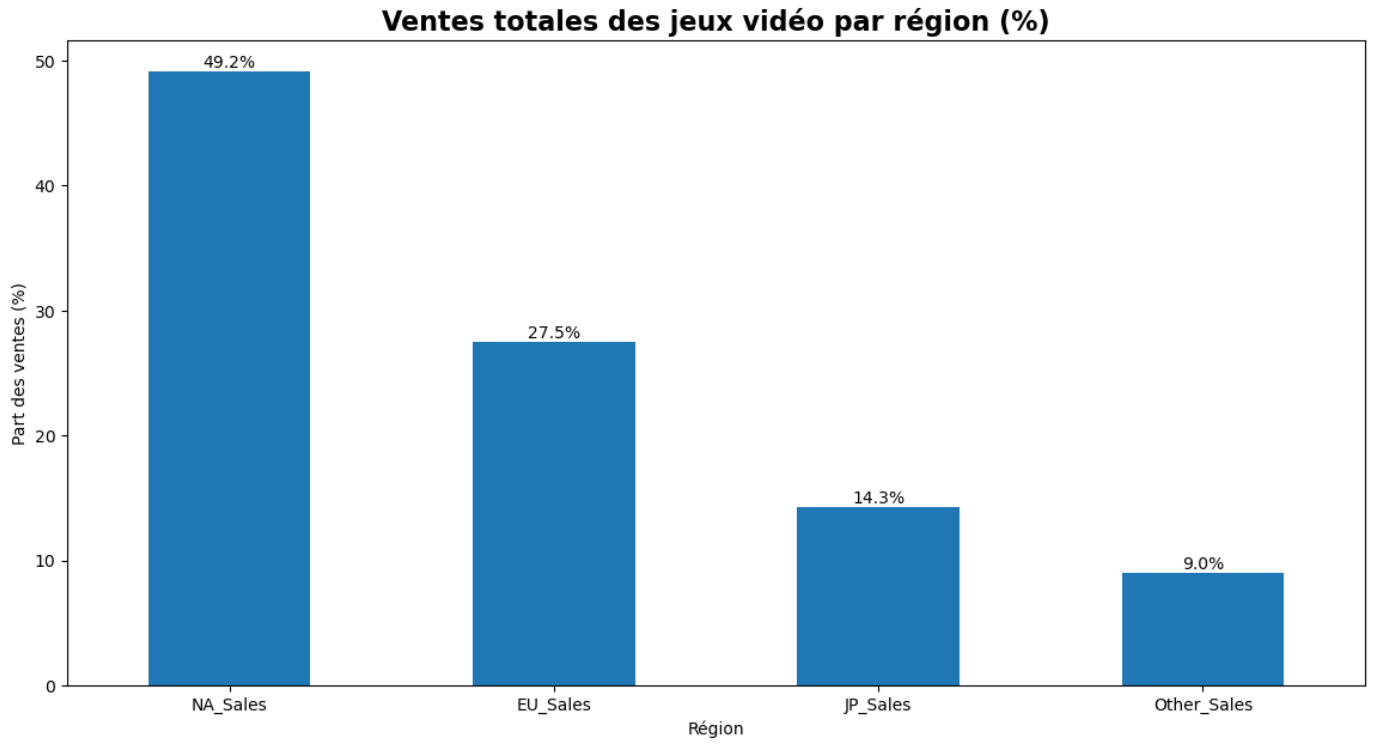 Ventes totales des jeux vidéo par région (%)
Part des ventes (%)
50
40
30
20
10
0
49.2%
27.5%
14.3%
9.0%
NA_Sales
EU_Sales
JP_Sales
Other_Sales
Région